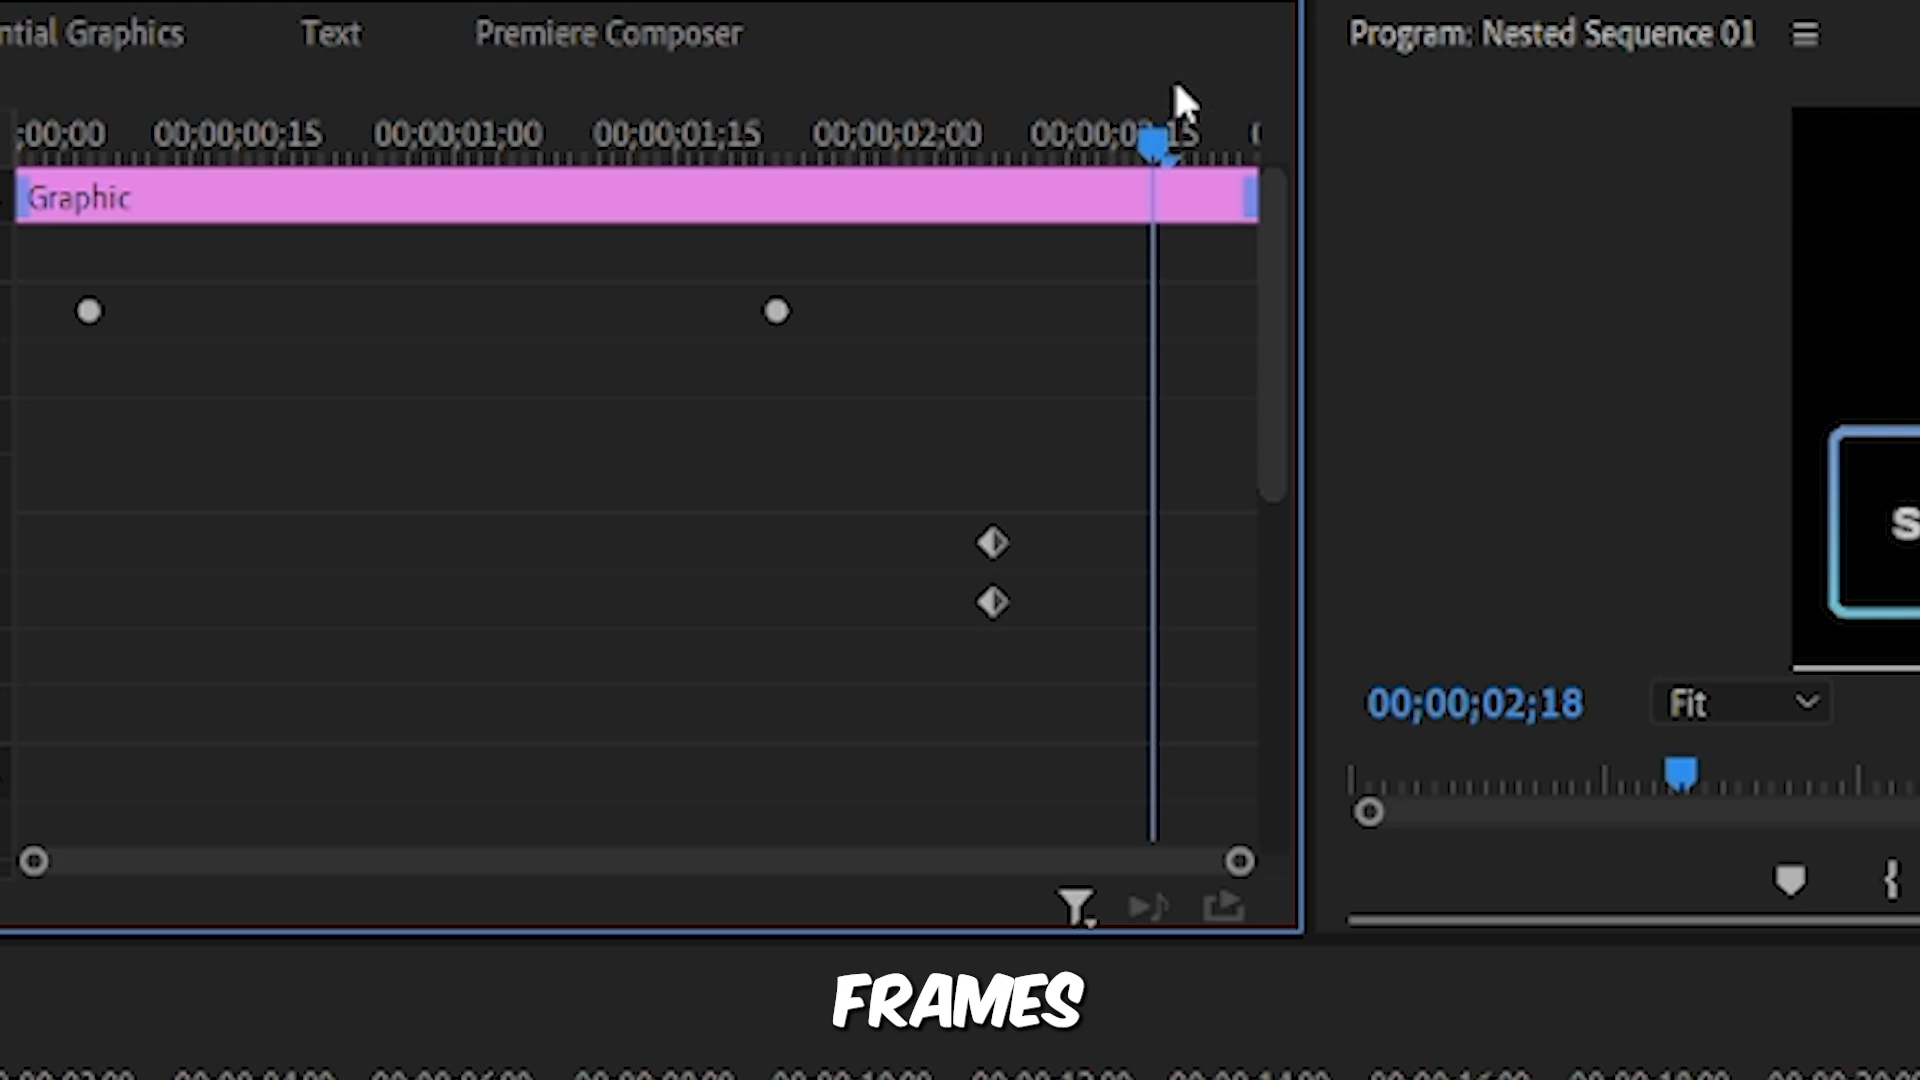 ntial Graphics Text Premiere Composer
Program: Nested Sequence 01
;00;00 00;00;00;15 00;00;01;00 00;00;01;15 00;00;02;00
Graphic
s
00;00;02;18 Fit
FRAMES